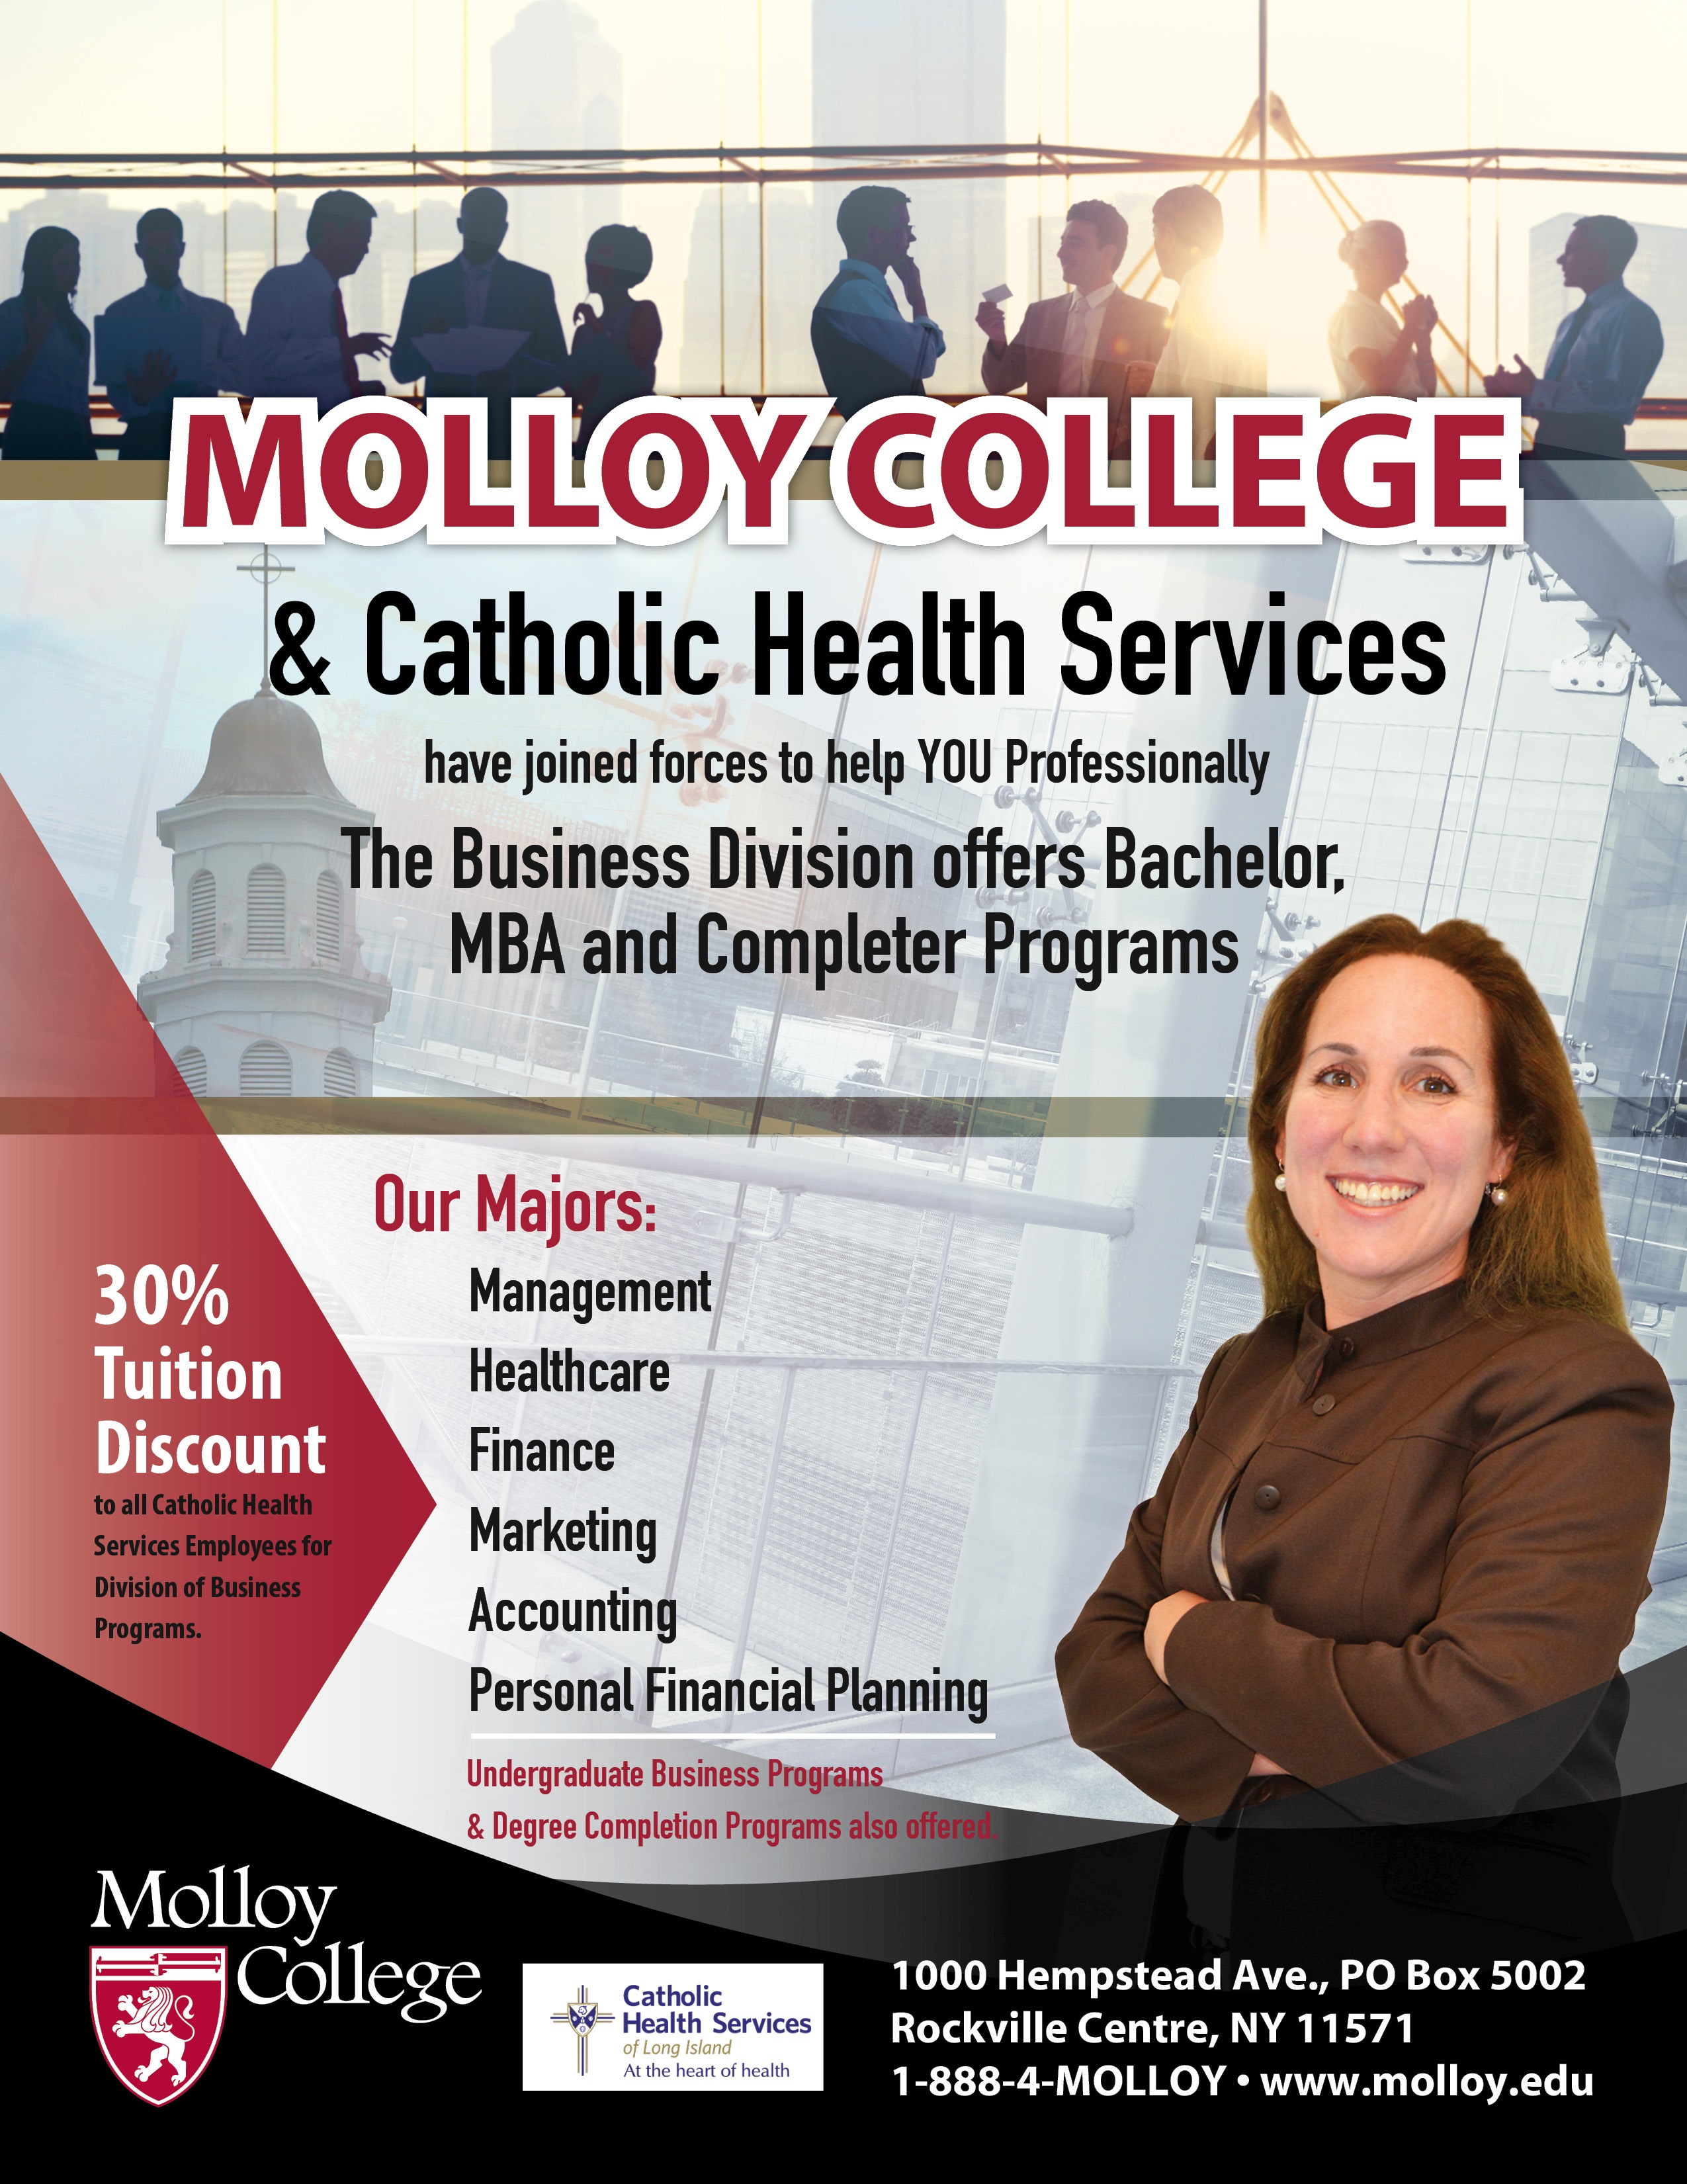 MOLLOY COLLEGE
& Catholic Health Services
have joined forces to help YOU Professionally
The Business Division offers Bachelor,
MBA and Completer Programs
Our Majors:
Management
Healthcare
Finance
Marketing
Accounting
Personal Financial Planning
Undergraduate Business Programs
& Degree Completion Programs also offered.
30%
Tuition
Discount
to all Catholic Health
Services Employees for
Division of Business
Programs.
Molloy
College
Catholic
Health Services
of Long Island
At the heart of health
1000 Hempstead Ave., PO Box 5002
Rockville Centre, NY 11571
1-888-4-MOLLOY • www.molloy.edu